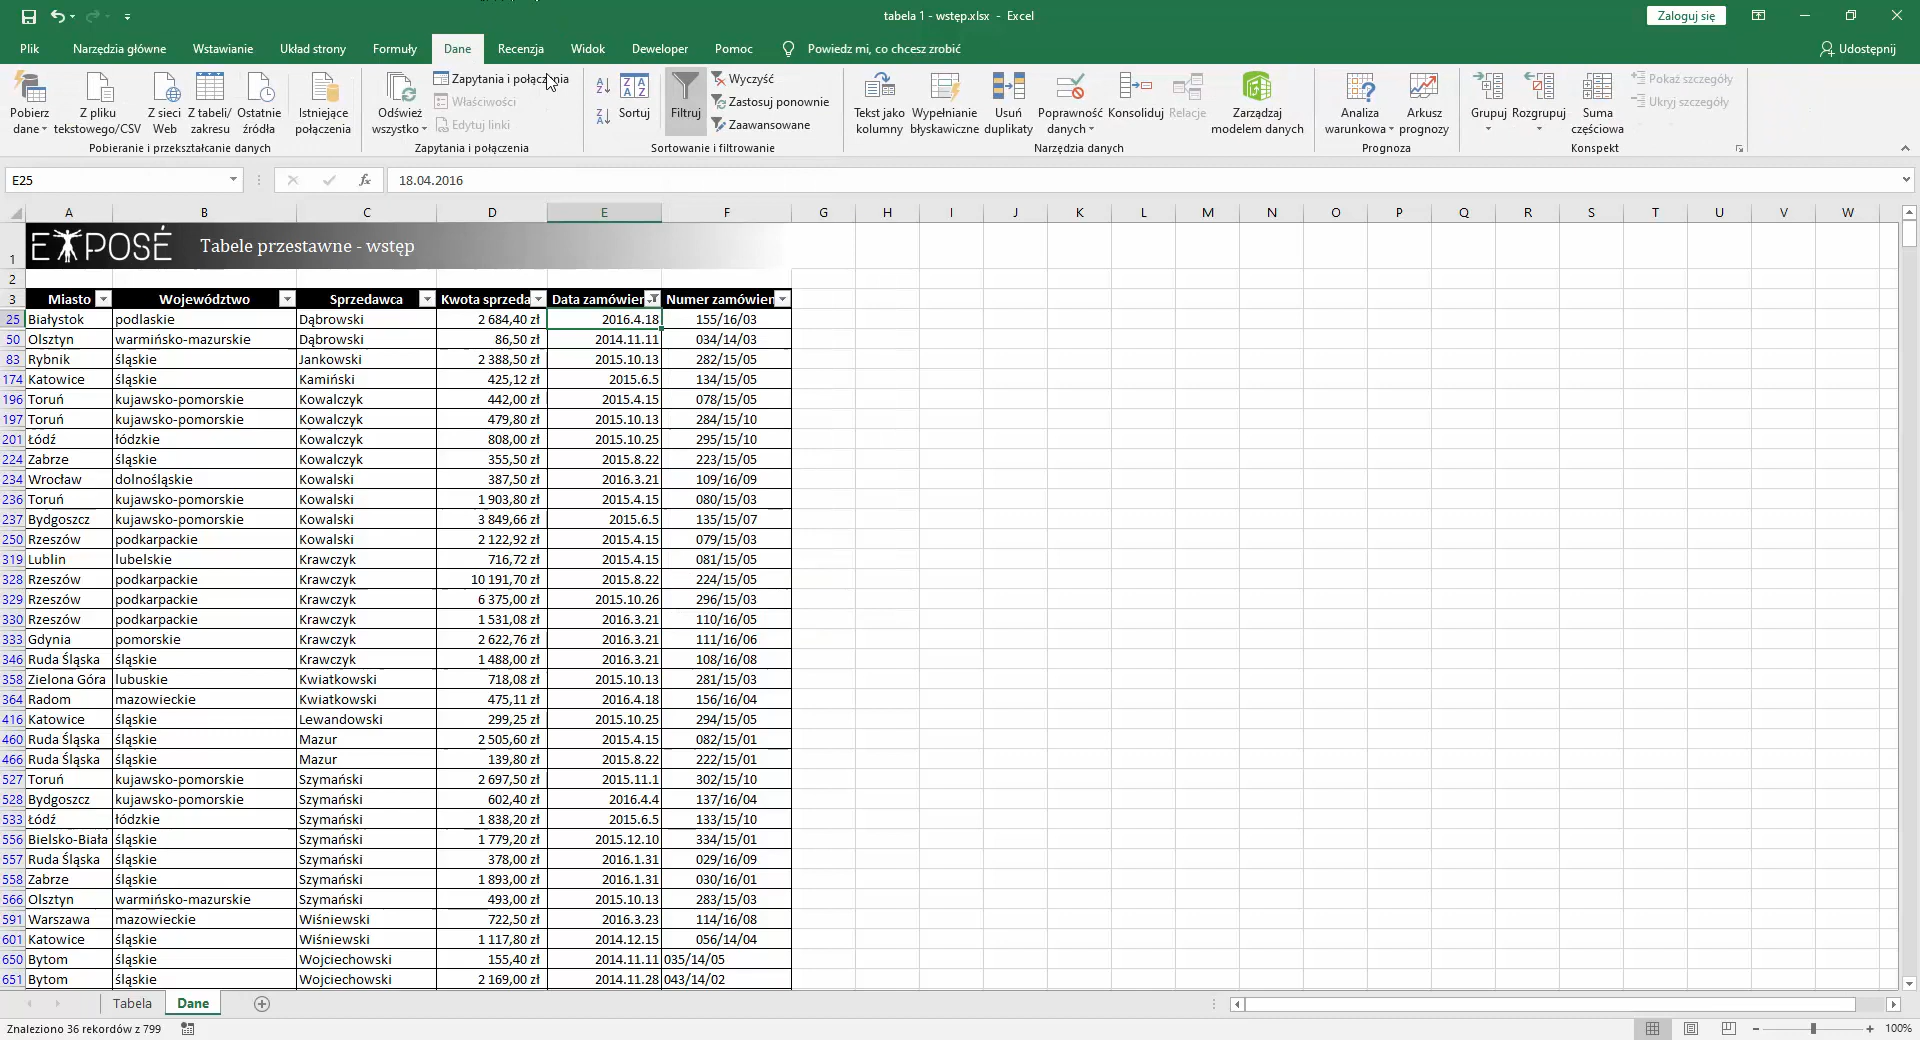 tabela 1 - wstęp.xlsx - Excel
Zaloguj się
Plik Narzędzia główne Wstawianie Układ strony Formuły Dane Recenzja Widok Deweloper Pomoc Powiedz mi, co chcesz zrobić Udostępnij
Pobierz dane
Z pliku tekstowego/CSV
Z sieci Web
Z tabeli/ zakresu
Ostatnie źródła
Istniejące połączenia
Pobieranie i przekształcanie danych
Odśwież wszystko
Zapytania i połączenia
Właściwości
Edytuj linki
Zapytania i połączenia
Sortuj
Filtruj
Wyczyść
Zastosuj ponownie
Zaawansowane
Sortowanie i filtrowanie
Tekst jako kolumny
Wypełnianie błyskawiczne
Usuń duplikaty
Poprawność danych
Konsoliduj
Relacje
Zarządzaj modelem danych
Narzędzia danych
Analiza warunkowa
Arkusz prognozy
Prognoza
Grupuj
Rozgrupuj
Suma częściowa
Pokaż szczegóły
Ukryj szczegóły
Konspekt
E25 fx 18.04.2016
A B C D E F G H I J K L M N O P Q R S T U V W
1 EXPOSÉ Tabele przestawne - wstęp
2
3 Miasto Województwo Sprzedawca Kwota sprzeda Data zamówier Numer zamówien
25 Białystok podlaskie Dąbrowski 2 684,40 zł 2016.4.18 155/16/03
50 Olsztyn warmińsko-mazurskie Dąbrowski 86,50 zł 2014.11.11 034/14/03
83 Rybnik śląskie Jankowski 2 388,50 zł 2015.10.13 282/15/05
174 Katowice śląskie Kamiński 425,12 zł 2015.6.5 134/15/05
196 Toruń kujawsko-pomorskie Kowalczyk 442,00 zł 2015.4.15 078/15/05
197 Toruń kujawsko-pomorskie Kowalczyk 479,80 zł 2015.10.13 284/15/10
201 Łódź łódzkie Kowalczyk 808,00 zł 2015.10.25 295/15/10
224 Zabrze śląskie Kowalczyk 355,50 zł 2015.8.22 223/15/05
234 Wrocław dolnośląskie Kowalski 387,50 zł 2016.3.21 109/16/09
236 Toruń kujawsko-pomorskie Kowalski 1 903,80 zł 2015.4.15 080/15/03
237 Bydgoszcz kujawsko-pomorskie Kowalski 3 849,66 zł 2015.6.5 135/15/07
250 Rzeszów podkarpackie Kowalski 2 122,92 zł 2015.4.15 079/15/03
319 Lublin lubelskie Krawczyk 716,72 zł 2015.4.15 081/15/05
328 Rzeszów podkarpackie Krawczyk 10 191,70 zł 2015.8.22 224/15/05
329 Rzeszów podkarpackie Krawczyk 6 375,00 zł 2015.10.26 296/15/03
330 Rzeszów podkarpackie Krawczyk 1 531,08 zł 2016.3.21 110/16/05
333 Gdynia pomorskie Krawczyk 2 622,76 zł 2016.3.21 111/16/06
346 Ruda Śląska śląskie Krawczyk 1 488,00 zł 2016.3.21 108/16/08
358 Zielona Góra lubuskie Kwiatkowski 718,08 zł 2015.10.13 281/15/03
364 Radom mazowieckie Kwiatkowski 475,11 zł 2016.4.18 156/16/04
416 Katowice śląskie Lewandowski 299,25 zł 2015.10.25 294/15/05
460 Ruda Śląska śląskie Mazur 2 505,60 zł 2015.4.15 082/15/01
466 Ruda Śląska śląskie Mazur 139,80 zł 2015.8.22 222/15/01
527 Toruń kujawsko-pomorskie Szymański 2 697,50 zł 2015.11.1 302/15/10
528 Bydgoszcz kujawsko-pomorskie Szymański 602,40 zł 2016.4.4 137/16/04
533 Łódź łódzkie Szymański 1 838,20 zł 2015.6.5 133/15/10
556 Bielsko-Biała śląskie Szymański 1 779,20 zł 2015.12.10 334/15/01
557 Ruda Śląska śląskie Szymański 378,00 zł 2016.1.31 029/16/09
558 Zabrze śląskie Szymański 1 893,00 zł 2016.1.31 030/16/01
566 Olsztyn warmińsko-mazurskie Szymański 493,00 zł 2015.10.13 283/15/03
591 Warszawa mazowieckie Wiśniewski 722,50 zł 2016.3.23 114/16/08
601 Katowice śląskie Wiśniewski 1 117,80 zł 2014.12.15 056/14/04
650 Bytom śląskie Wojciechowski 155,40 zł 2014.11.11 035/14/05
651 Bytom śląskie Wojciechowski 2 169,00 zł 2014.11.28 043/14/02
Tabela Dane
Znaleziono 36 rekordów z 799 100%